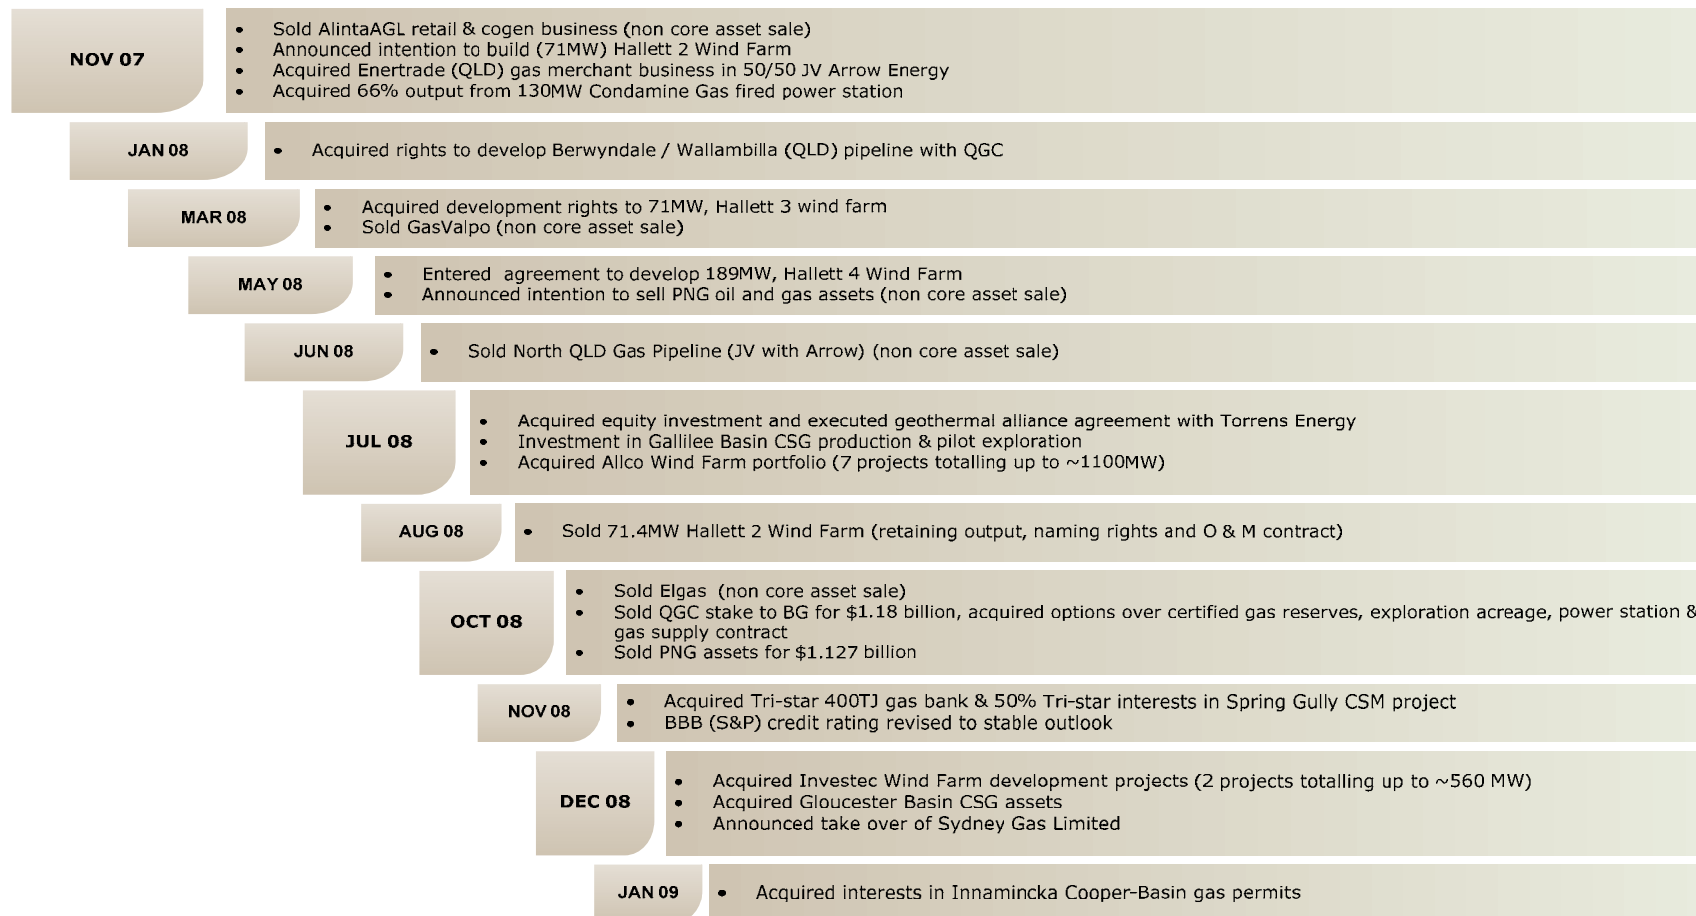 NOV 07
• Sold AlintaAGL retail & cogen business (non core asset sale)
• Announced intention to build (71MW) Hallett 2 Wind Farm
• Acquired Enertrade (QLD) gas merchant business in 50/50 JV Arrow Energy
• Acquired 66% output from 130MW Condamine Gas fired power station
JAN 08
• Acquired rights to develop Berwyndale / Wallambilla (QLD) pipeline with QGC
MAR 08
• Acquired development rights to 71MW, Hallett 3 wind farm
• Sold GasValpo (non core asset sale)
MAY 08
• Entered agreement to develop 189MW, Hallett 4 Wind Farm
• Announced intention to sell PNG oil and gas assets (non core asset sale)
JUN 08
• Sold North QLD Gas Pipeline (JV with Arrow) (non core asset sale)
JUL 08
• Acquired equity investment and executed geothermal alliance agreement with Torrens Energy
• Investment in Gallilee Basin CSG production & pilot exploration
• Acquired Allco Wind Farm portfolio (7 projects totalling up to ~1100MW)
AUG 08
• Sold 71.4MW Hallett 2 Wind Farm (retaining output, naming rights and O & M contract)
OCT 08
• Sold Elgas (non core asset sale)
• Sold QGC stake to BG for $1.18 billion, acquired options over certified gas reserves, exploration acreage, power station &
gas supply contract
• Sold PNG assets for $1.127 billion
NOV 08
• Acquired Tri-star 400TJ gas bank & 50% Tri-star interests in Spring Gully CSM project
• BBB (S&P) credit rating revised to stable outlook
DEC 08
• Acquired Investec Wind Farm development projects (2 projects totalling up to ~560 MW)
• Acquired Gloucester Basin CSG assets
• Announced take over of Sydney Gas Limited
JAN 09
• Acquired interests in Innamincka Cooper-Basin gas permits